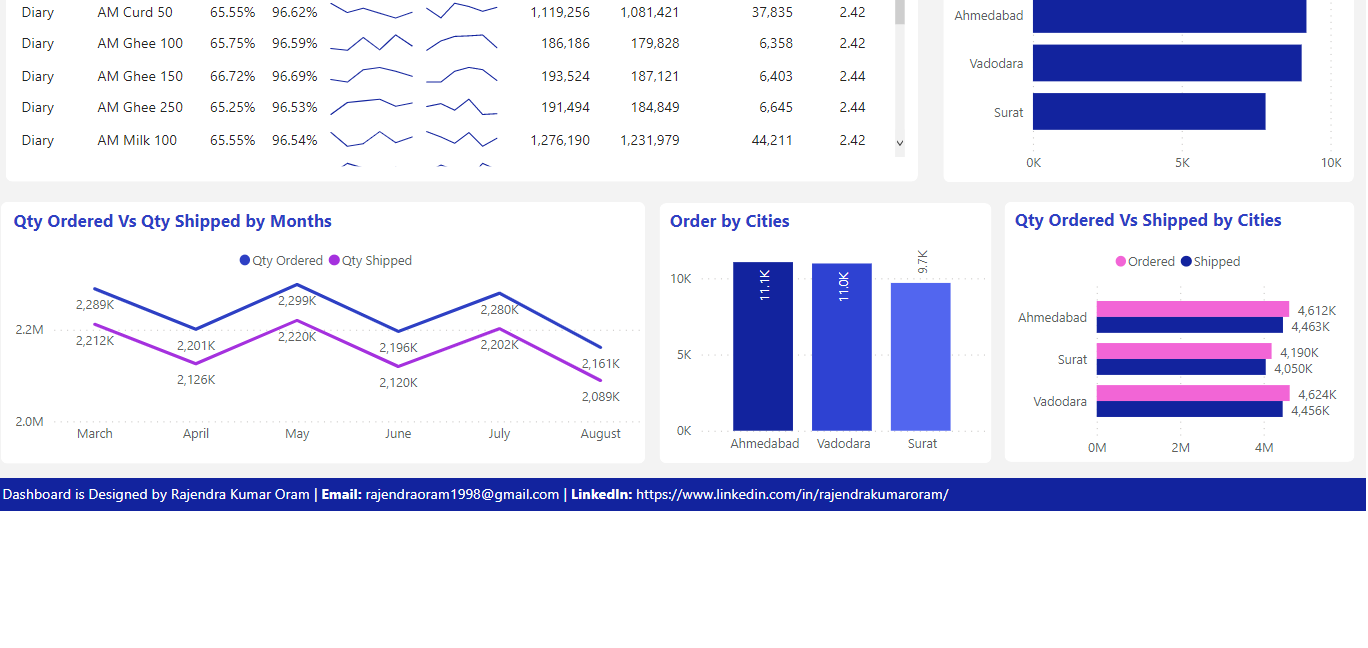 Diary AM Curd 50 65.55% 96.62% 1,119,256 1,081,421 37,835 2.42
Diary AM Ghee 100 65.75% 96.59% 186,186 179,828 6,358 2.42
Diary AM Ghee 150 66.72% 96.69% 193,524 187,121 6,403 2.44
Diary AM Ghee 250 65.25% 96.53% 191,494 184,849 6,645 2.44
Diary AM Milk 100 65.55% 96.54% 1,276,190 1,231,979 44,211 2.42
Ahmedabad
Vadodara
Surat
0K 5K 10K
Qty Ordered Vs Qty Shipped by Months
Qty Ordered Qty Shipped
2,289K 2,299K 2,280K
2.2M
2,212K 2,201K 2,220K 2,196K 2,202K 2,161K
2,126K 2,120K 2,089K
2.0M
March April May June July August
Order by Cities
10K
5K
0K
11.1K 11.0K 9.7K
Ahmedabad Vadodara Surat
Qty Ordered Vs Shipped by Cities
Ordered Shipped
Ahmedabad 4,612K
4,463K
Surat 4,190K
4,050K
Vadodara 4,624K
4,456K
0M 2M 4M
Dashboard is Designed by Rajendra Kumar Oram | Email: rajendraoram1998@gmail.com | LinkedIn: https://www.linkedin.com/in/rajendrakumaroram/